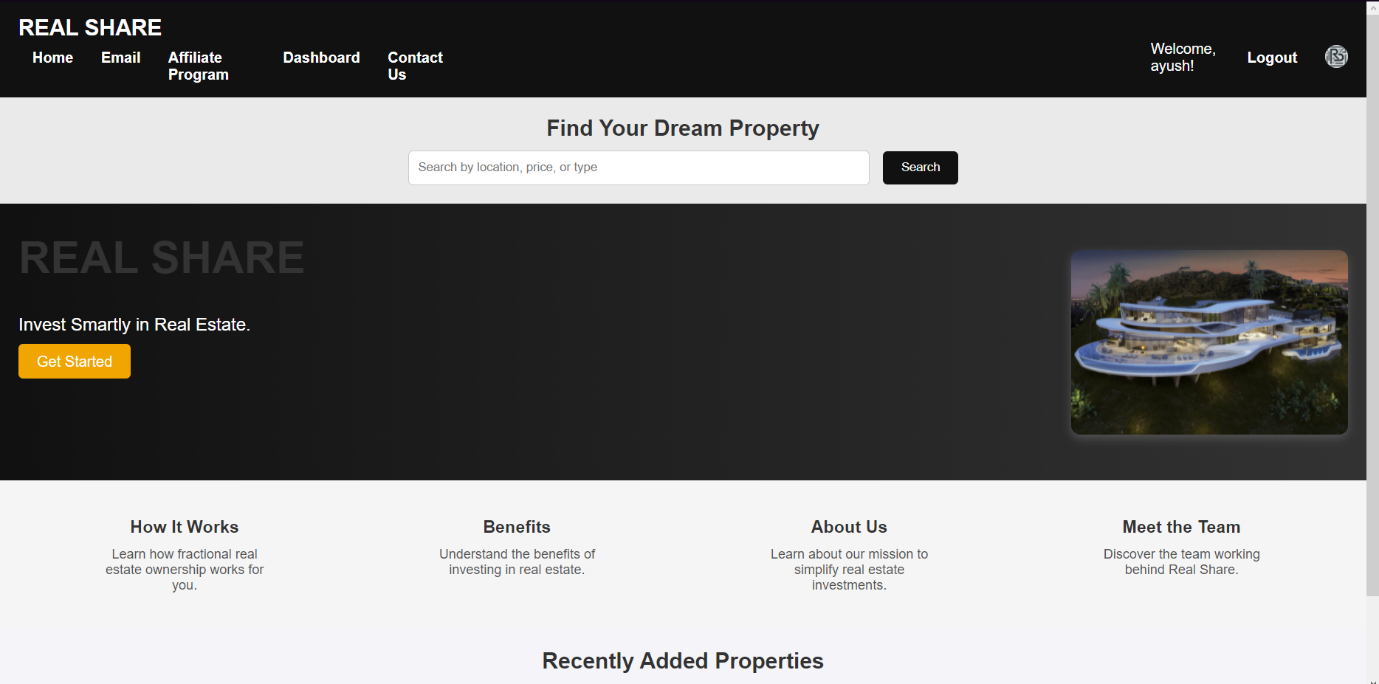 REAL SHARE
Home Email Affiliate Dashboard Contact
Program Us
Welcome,
ayush!
Logout
RS
Find Your Dream Property
Search by location, price, or type
Search
REAL SHARE
Invest Smartly in Real Estate.
Get Started
How It Works
Learn how fractional real
estate ownership works for
you.
Benefits
Understand the benefits of
investing in real estate.
About Us
Learn about our mission to
simplify real estate
investments.
Meet the Team
Discover the team working
behind Real Share.
Recently Added Properties